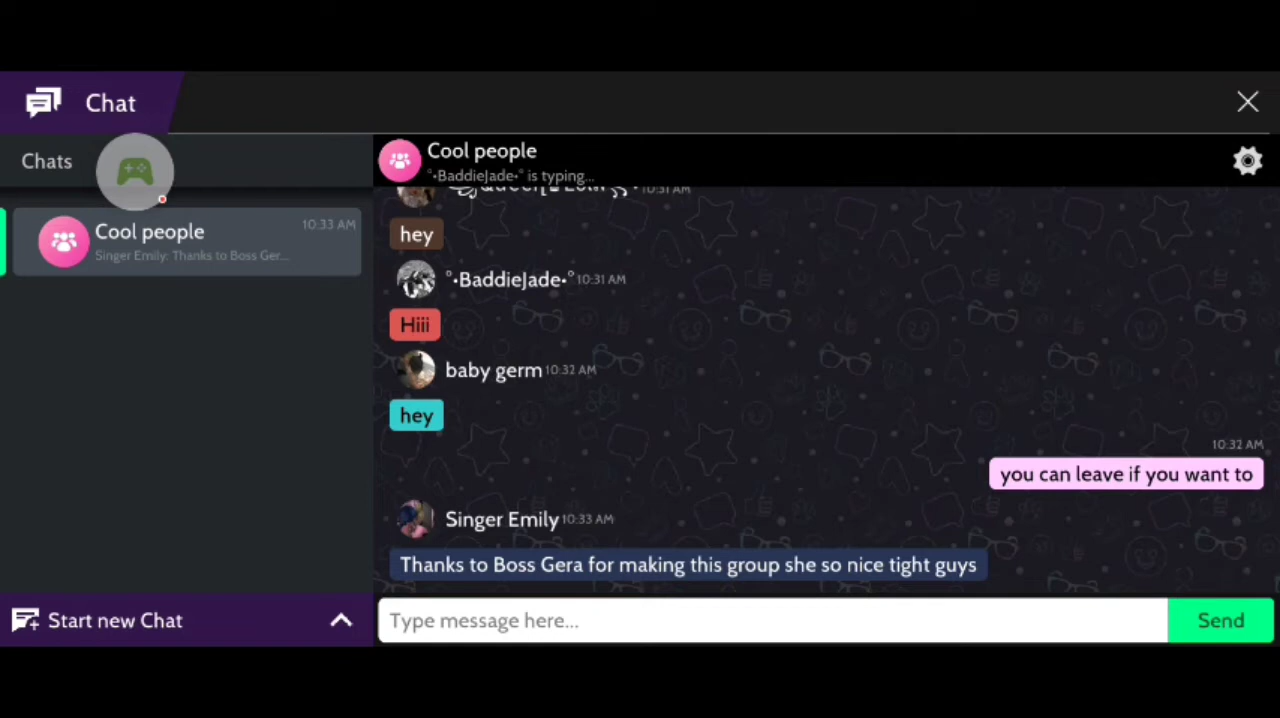 Chat
Chats
Cool people
10:33 AM
Singer Emily: Thanks to Boss Ger...
Start new Chat
Cool people
°•BaddieJade•° is typing...
10:31 AM
hey
°•BaddieJade•° 10:31 AM
Hiii
baby germ 10:32 AM
hey
10:32 AM
you can leave if you want to
Singer Emily 10:33 AM
Thanks to Boss Gera for making this group she so nice tight guys
Type message here...
Send